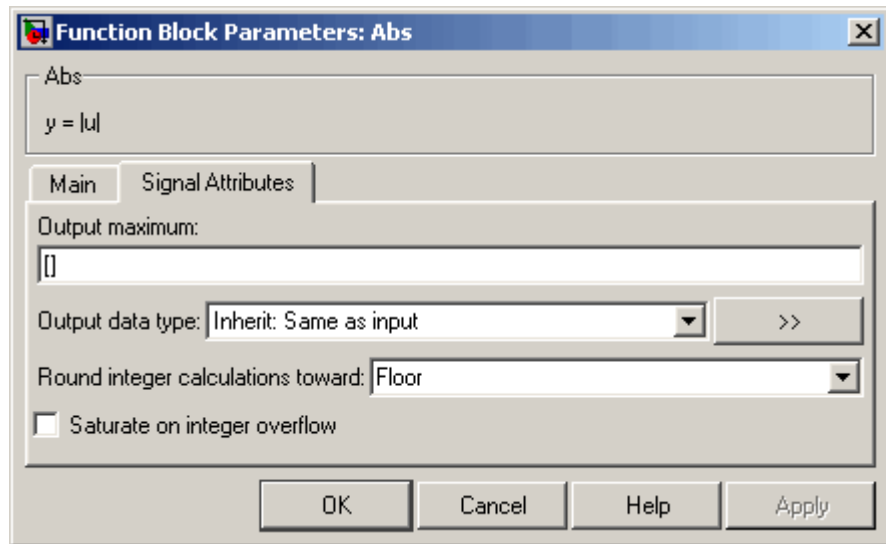 Function Block Parameters: Abs
Abs
y = |u|
Main Signal Attributes
Output maximum:
[]
Output data type: Inherit: Same as input >>
Round integer calculations toward: Floor
Saturate on integer overflow
OK Cancel Help Apply